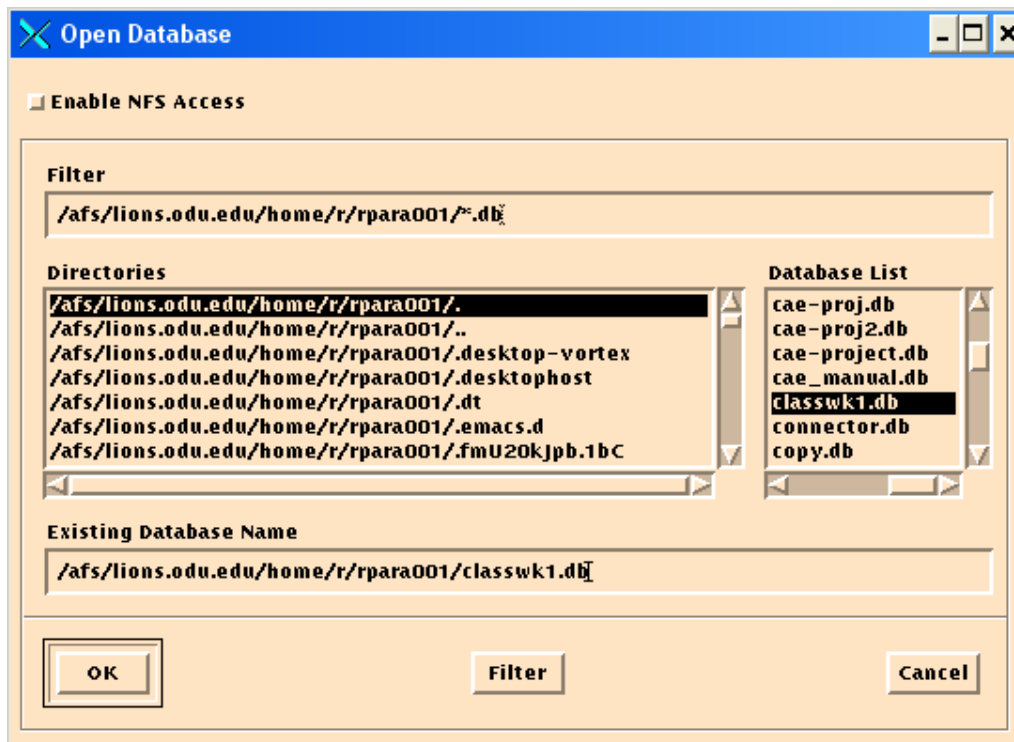 Open Database
Enable NFS Access
Filter
/afs/lions.odu.edu/home/r/rpara001/*.db
Directories
/afs/lions.odu.edu/home/r/rpara001/.
/afs/lions.odu.edu/home/r/rpara001/..
/afs/lions.odu.edu/home/r/rpara001/.desktop-vortex
/afs/lions.odu.edu/home/r/rpara001/.desktophost
/afs/lions.odu.edu/home/r/rpara001/.dt
/afs/lions.odu.edu/home/r/rpara001/.emacs.d
/afs/lions.odu.edu/home/r/rpara001/.fmU20kJpb.1bC
Database List
cae-proj.db
cae-proj2.db
cae-project.db
cae_manual.db
classwk1.db
connector.db
copy.db
Existing Database Name
/afs/lions.odu.edu/home/r/rpara001/classwk1.db
OK
Filter
Cancel